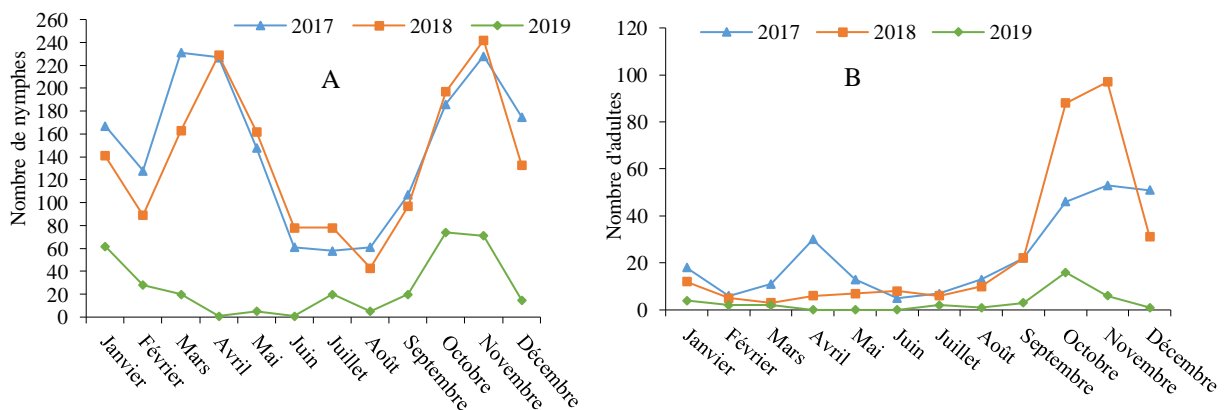 2017 2018 2019
A
Nombre de nymphes
260
240
220
200
180
160
140
120
100
80
60
40
20
0
Janvier
Février
Mars
Avril
Mai
Juin
Juillet
Août
Septembre
Octobre
Novembre
Décembre
2017 2018 2019
B
Nombre d'adultes
120
100
80
60
40
20
0
Janvier
Février
Mars
Avril
Mai
Juin
Juillet
Août
Septembre
Octobre
Novembre
Décembre